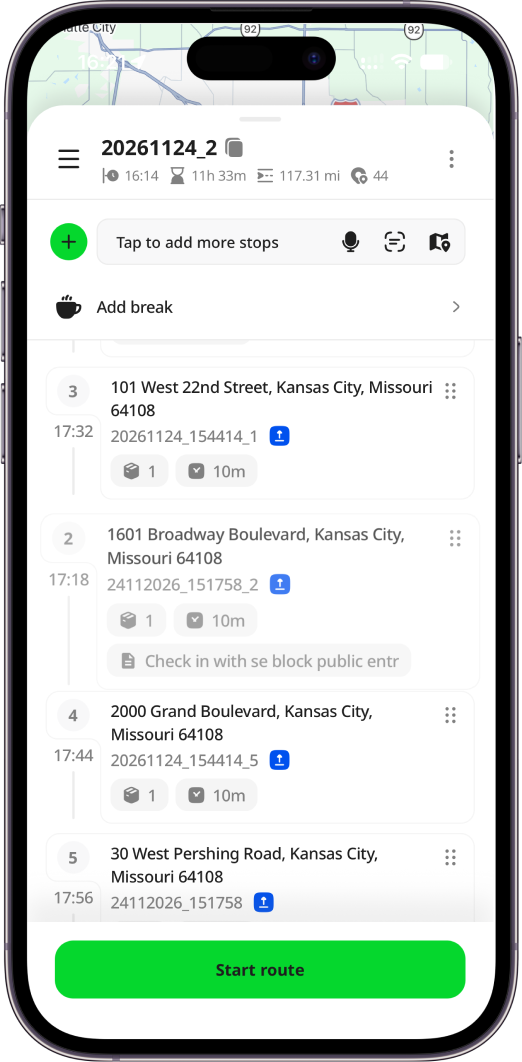 92
92
20261124_2
16:14 11h 33m 117.31 mi 44
Tap to add more stops
Add break
3
101 West 22nd Street, Kansas City, Missouri
64108
17:32
20261124_154414_1
1 10m
2
1601 Broadway Boulevard, Kansas City,
Missouri 64108
17:18
24112026_151758_2
1 10m
Check in with se block public entr
4
2000 Grand Boulevard, Kansas City,
Missouri 64108
17:44
20261124_154414_5
1 10m
5
30 West Pershing Road, Kansas City,
Missouri 64108
17:56
24112026_151758
Start route